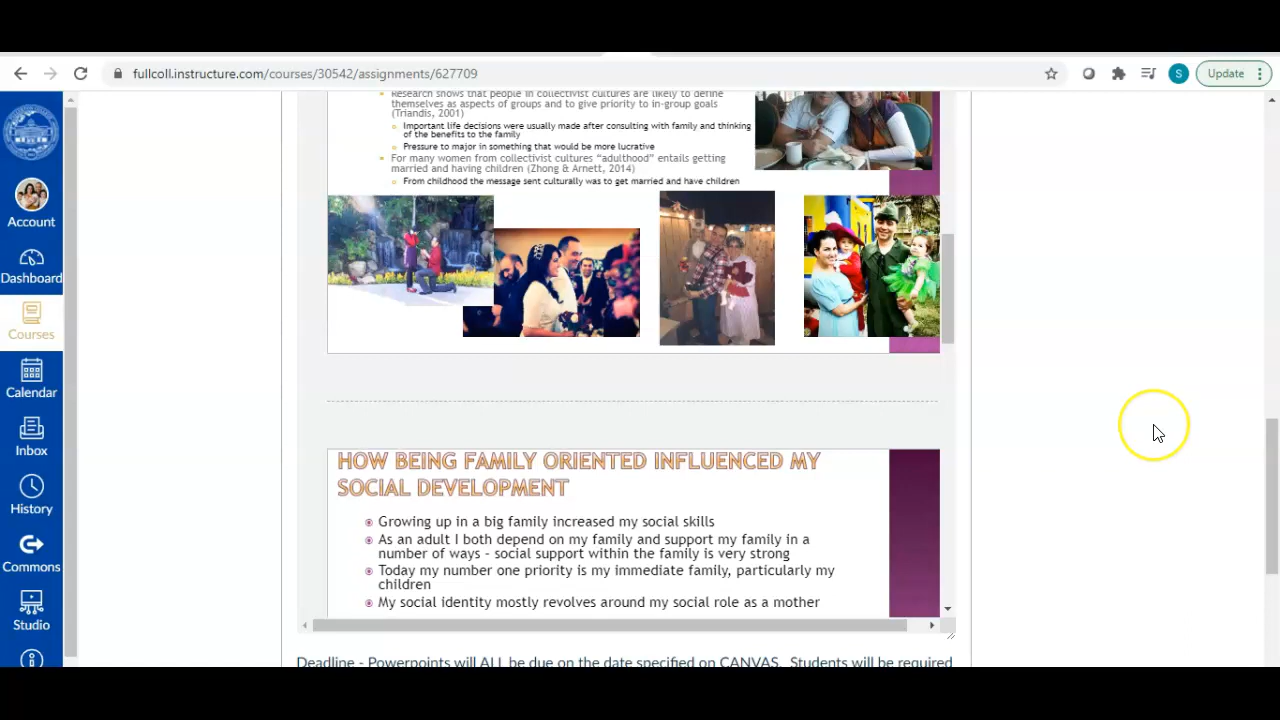 fullcoll.instructure.com/courses/30542/assignments/627709
S
Update
Account
Dashboard
Courses
Calendar
Inbox
History
Commons
Studio
Research shows that people in collectivist cultures are likely to define
themselves as aspects of groups and to give priority to in-group goals
(Triandis, 2001)
Important life decisions were usually made after consulting with family and thinking
of the benefits to the family
Pressure to major in something that would be more lucrative
For many women from collectivist cultures “adulthood” entails getting
married and having children (Zhong & Arnett, 2014)
From childhood the message sent culturally was to get married and have children
HOW BEING FAMILY ORIENTED INFLUENCED MY
SOCIAL DEVELOPMENT
Growing up in a big family increased my social skills
As an adult I both depend on my family and support my family in a
number of ways – social support within the family is very strong
Today my number one priority is my immediate family, particularly my
children
My social identity mostly revolves around my social role as a mother
Deadline - Powerpoints will ALL be due on the date specified on CANVAS. Students will be required